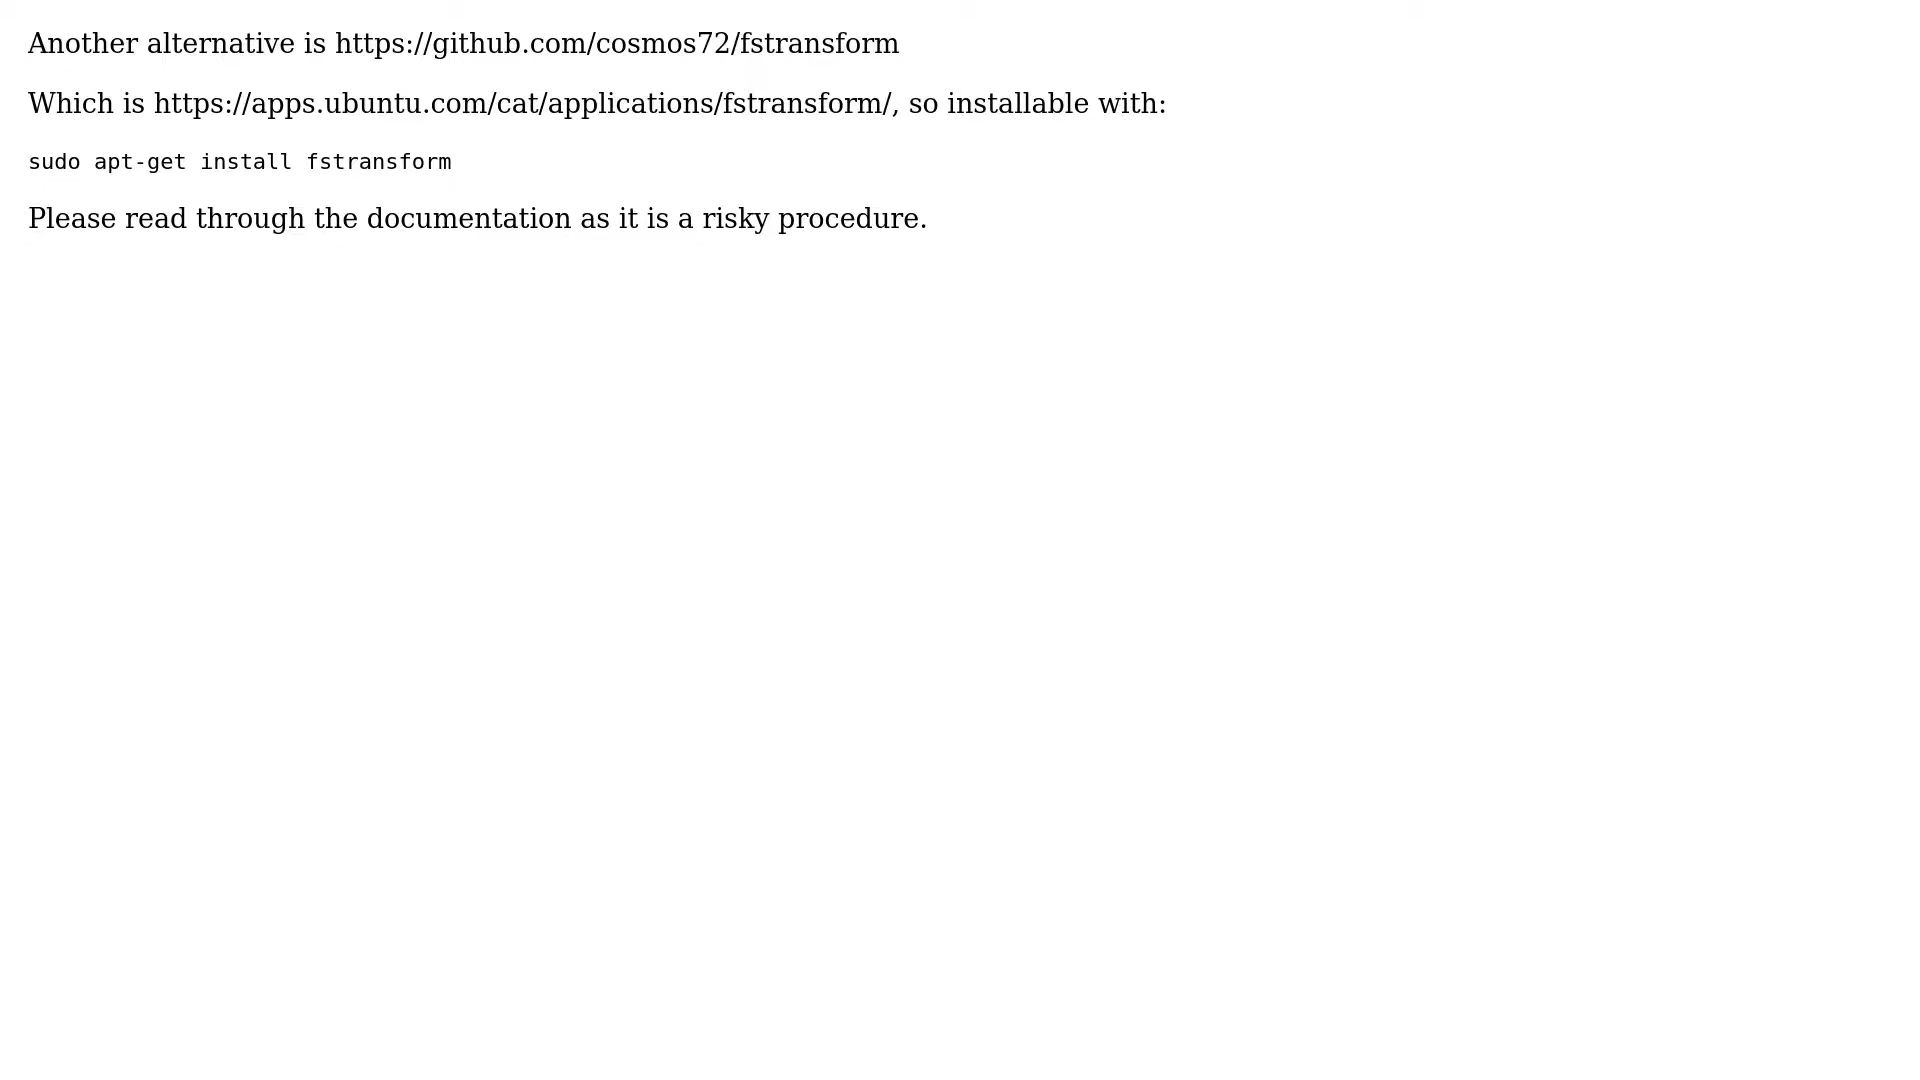 Another alternative is https://github.com/cosmos72/fstransform
Which is https://apps.ubuntu.com/cat/applications/fstransform/, so installable with:
sudo apt-get install fstransform
Please read through the documentation as it is a risky procedure.